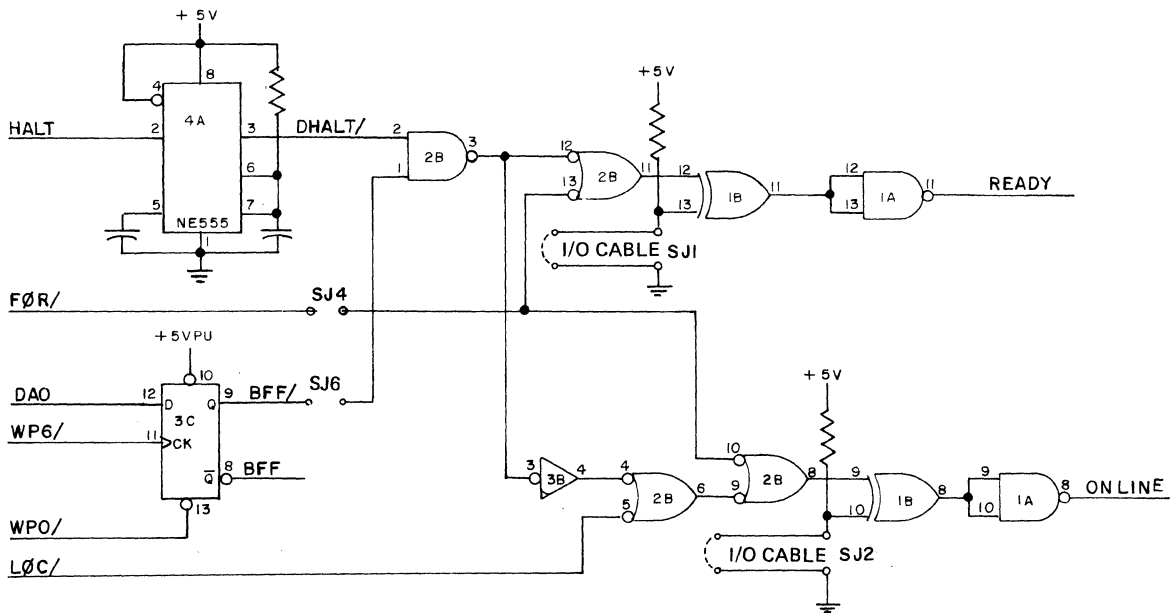 + 5V
4
8
4A
HALT
2
3
DHALT/
2
1
2B
3
6
7
5
NE555
1
+5V
12
13
2B
11
12
13
1B
11
12
13
1A
11
READY
I/O CABLE SJ1
FØR/
SJ4
+5VPU
10
DAO
12
D
Q
9
BFF/
SJ6
3C
WP6/
11
CK
Q
8
BFF
13
WPO/
LØC/
3
3B
4
4
5
2B
6
10
9
2B
8
+5V
9
10
1B
8
9
10
1A
8
ONLINE
I/O CABLE SJ2